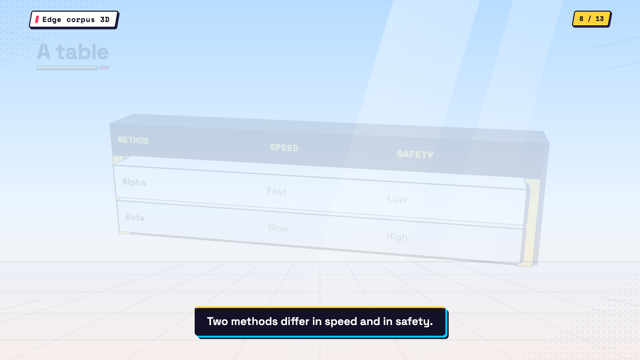 Edge corpus 3D
8 / 13
A table
METHOD SPEED SAFETY
Alpha Fast Low
Beta Slow High
Two methods differ in speed and in safety.